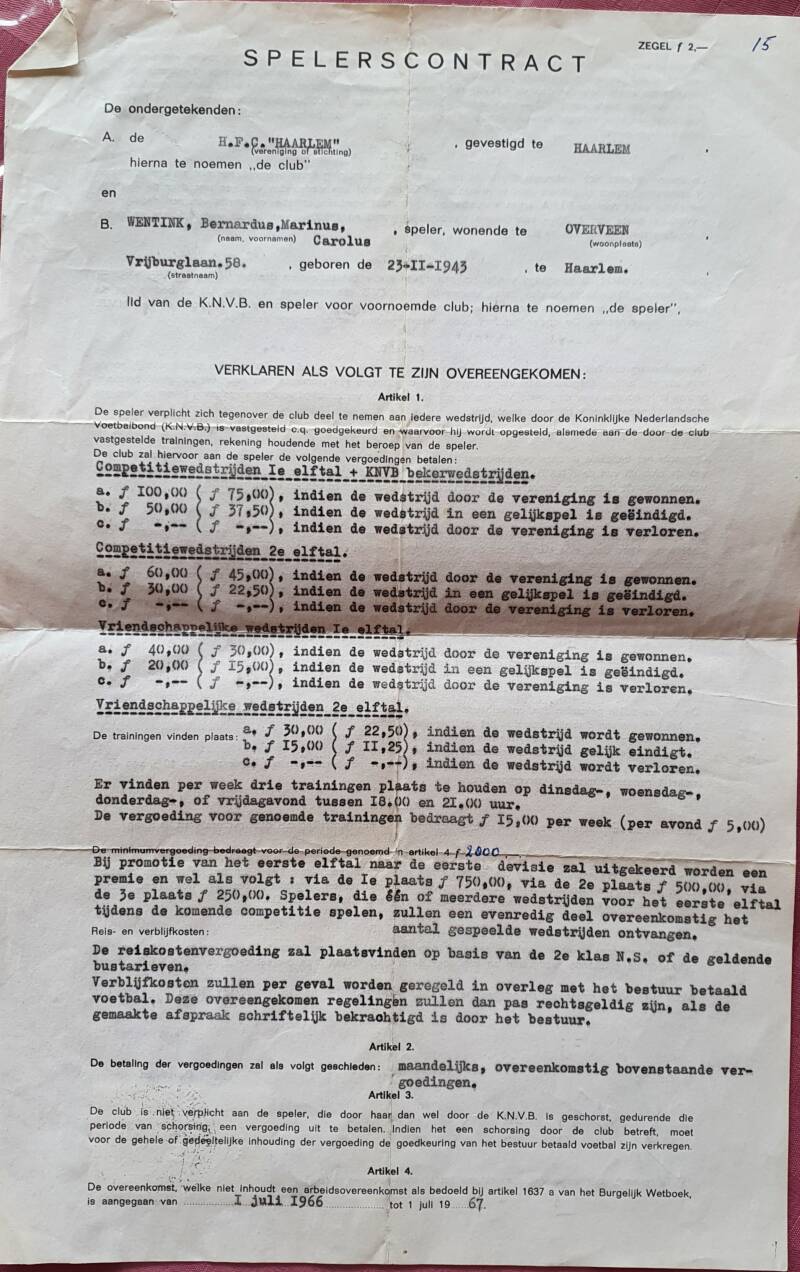 ZEGEL f 2,— 15
SPELERSCONTRACT
De ondergetekenden:
A. de H.F.C."HAARLEM" , gevestigd te HAARLEM .
(vereniging of stichting)
hierna te noemen „de club"
en
B. WENTINK, Bernardus,Marinus, , speler, wonende te OVERVEEN ,
(naam, voornamen) Carolus (woonplaats)
Vrijburglaan.58. , geboren de 23-II-1943 , te Haarlem.
(straatnaam)
lid van de K.N.V.B. en speler voor voornoemde club; hierna te noemen „de speler",
VERKLAREN ALS VOLGT TE ZIJN OVEREENGEKOMEN:
Artikel 1.
De speler verplicht zich tegenover de club deel te nemen aan iedere wedstrijd, welke door de Koninklijke Nederlandsche
Voetbalbond (K.N.V.B.) is vastgesteld c.q. goedgekeurd en waarvoor hij wordt opgesteld, alsmede aan de door de club
vastgestelde trainingen, rekening houdende met het beroep van de speler.
De club zal hiervoor aan de speler de volgende vergoedingen betalen:
Competitiewedstrijden Ie elftal + KNVB bekerwedstrijden.
a. f 100,00 ( f 75,00), indien de wedstrijd door de vereniging is gewonnen.
b. f 50,00 ( f 37,50), indien de wedstrijd in een gelijkspel is geëindigd.
c. f -,-- ( f -,--), indien de wedstrijd door de vereniging is verloren.
Competitiewedstrijden 2e elftal.
a. f 60,00 ( f 45,00), indien de wedstrijd door de vereniging is gewonnen.
b. f 30,00 ( f 22,50), indien de wedstrijd in een gelijkspel is geëindigd.
c. f -,-- ( f -,--), indien de wedstrijd door de vereniging is verloren.
Vriendschappelijke wedstrijden Ie elftal.
a. f 40,00 ( f 30,00), indien de wedstrijd door de vereniging is gewonnen.
b. f 20,00 ( f 15,00), indien de wedstrijd in een gelijkspel is geëindigd.
c. f -,-- ( f -,--), indien de wedstrijd door de vereniging is verloren.
Vriendschappelijke wedstrijden 2e elftal.
De trainingen vinden plaats: a. f 30,00 ( f 22,50), indien de wedstrijd wordt gewonnen.
b. f 15,00 ( f II,25), indien de wedstrijd gelijk eindigt.
c. f -,-- ( f -,--), indien de wedstrijd wordt verloren.
Er vinden per week drie trainingen plaats te houden op dinsdag-, woensdag-,
donderdag-, of vrijdagavond tussen I8.00 en 2I.00 uur.
De vergoeding voor genoemde trainingen bedraagt f I5,00 per week (per avond f 5,00)
De minimumvergoeding bedraagt voor de periode genoemd in artikel 4 f 2000,—
Bij promotie van het eerste elftal naar de eerste devisie zal uitgekeerd worden een
premie en wel als volgt : via de Ie plaats f 750,00, via de 2e plaats f 500,00, via
de 3e plaats f 250,00. Spelers, die één of meerdere wedstrijden voor het eerste elftal
tijdens de komende competitie spelen, zullen een evenredig deel overeenkomstig het
Reis- en verblijfkosten: aantal gespeelde wedstrijden ontvangen.
De reiskostenvergoeding zal plaatsvinden op basis van de 2e klas N.S. of de geldende
bustarieven.
Verblijfkosten zullen per geval worden geregeld in overleg met het bestuur betaald
voetbal. Deze overeengekomen regelingen zullen dan pas rechtsgeldig zijn, als de
gemaakte afspraak schriftelijk bekrachtigd is door het bestuur.
Artikel 2.
De betaling der vergoedingen zal als volgt geschieden: maandelijks, overeenkomstig bovenstaande ver-
goedingen.
Artikel 3.
De club is niet verplicht aan de speler, die door haar dan wel door de K.N.V.B. is geschorst, gedurende die
periode van schorsing, een vergoeding uit te betalen. Indien het een schorsing door de club betreft, moet
voor de gehele of gedeeltelijke inhouding der vergoeding de goedkeuring van het bestuur betaald voetbal zijn verkregen.
Artikel 4.
De overeenkomst, welke niet inhoudt een arbeidsovereenkomst als bedoeld bij artikel 1637 a van het Burgelijk Wetboek,
is aangegaan van I juli I966 tot 1 juli 19 67.